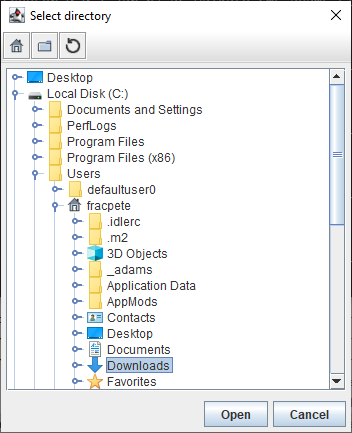 Select directory
Desktop
Local Disk (C:)
Documents and Settings
PerfLogs
Program Files
Program Files (x86)
Users
defaultuser0
fracpete
.idlerc
.m2
3D Objects
_adams
Application Data
AppMods
Contacts
Desktop
Documents
Downloads
Favorites
Open Cancel